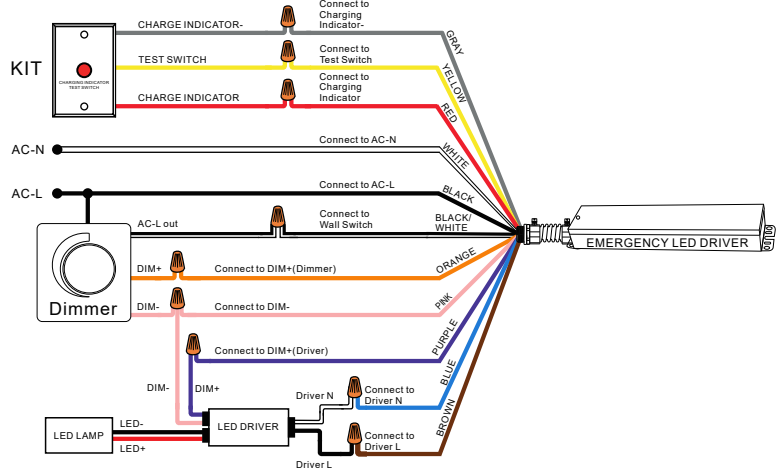 KIT
CHARGING INDICATOR
TEST SWITCH
CHARGE INDICATOR-
Connect to
Charging
Indicator-
GRAY
TEST SWITCH
Connect to
Test Switch
YELLOW
CHARGE INDICATOR
Connect to
Charging
Indicator
RED
AC-N
Connect to AC-N
WHITE
AC-L
Connect to AC-L
BLACK
AC-L out
Connect to
Wall Switch
BLACK/
WHITE
EMERGENCY LED DRIVER
Dimmer
DIM+
Connect to DIM+(Dimmer)
ORANGE
DIM-
Connect to DIM-
PINK
Connect to DIM+(Driver)
PURPLE
DIM-
DIM+
BLUE
Driver N
Connect to
Driver N
BROWN
LED LAMP
LED-
LED+
LED DRIVER
Connect to
Driver L
Driver L